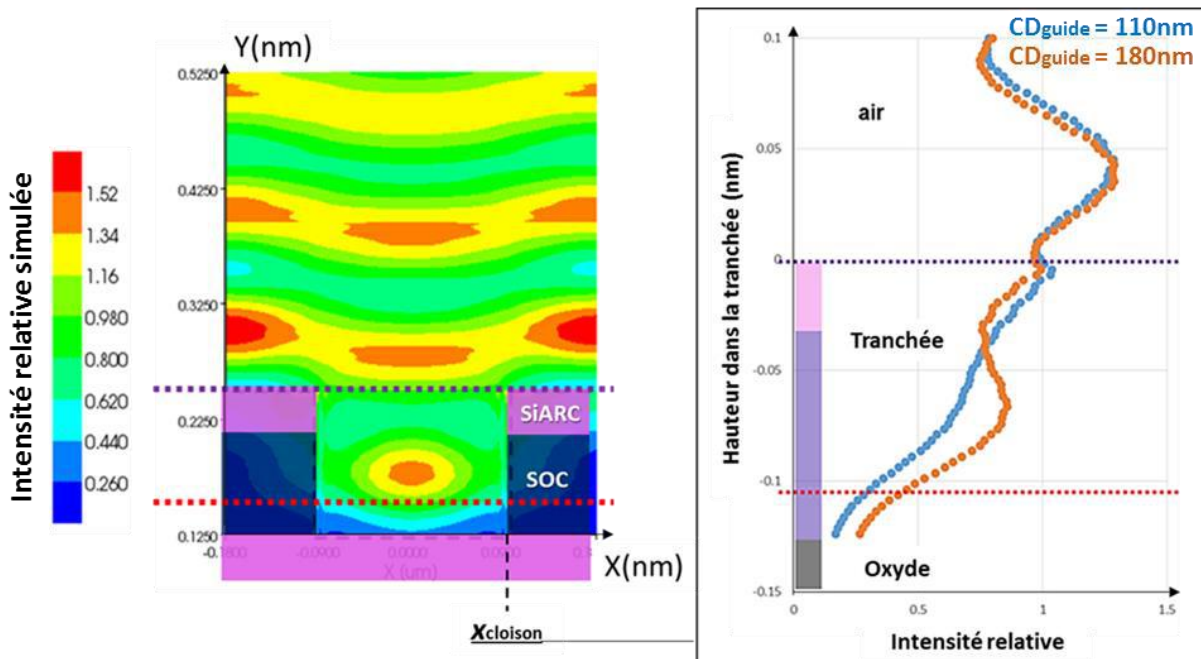 Intensité relative simulée
1.52
1.34
1.16
0.980
0.800
0.620
0.440
0.260
Y(nm)
0.5250
0.4250
0.3250
0.2250
0.1250
SiARC
SOC
-0.1800
-0.0900
0.0000
X (um)
X(nm)
Xcloison
CDguide = 110nm
CDguide = 180nm
Hauteur dans la tranchée (nm)
0.1
0.05
0
-0.05
-0.1
-0.15
air
Tranchée
Oxyde
0
0.5
1
1.5
Intensité relative